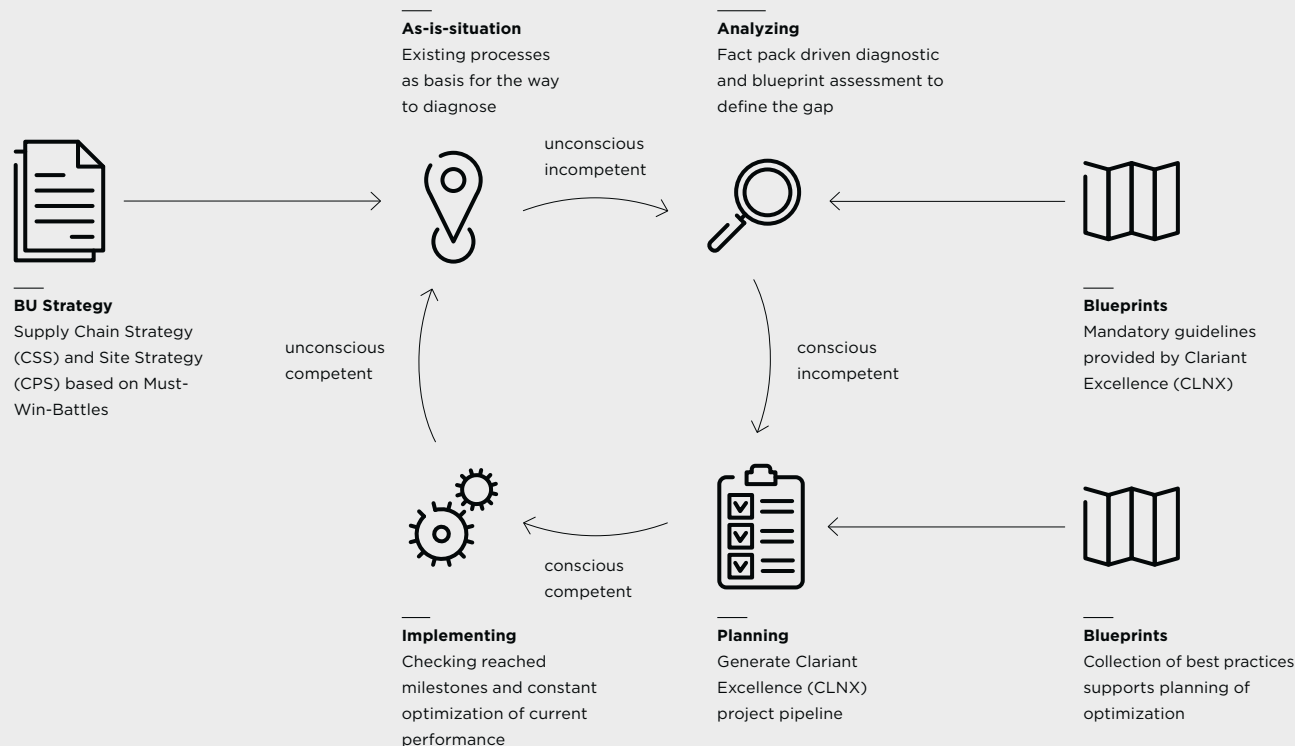 As-is-situation
Existing processes
as basis for the way
to diagnose
Analyzing
Fact pack driven diagnostic
and blueprint assessment to
define the gap
unconscious
incompetent
BU Strategy
Supply Chain Strategy
(CSS) and Site Strategy
(CPS) based on Must-
Win-Battles
unconscious
competent
conscious
incompetent
Blueprints
Mandatory guidelines
provided by Clariant
Excellence (CLNX)
conscious
competent
Implementing
Checking reached
milestones and constant
optimization of current
performance
Planning
Generate Clariant
Excellence (CLNX)
project pipeline
Blueprints
Collection of best practices
supports planning of
optimization